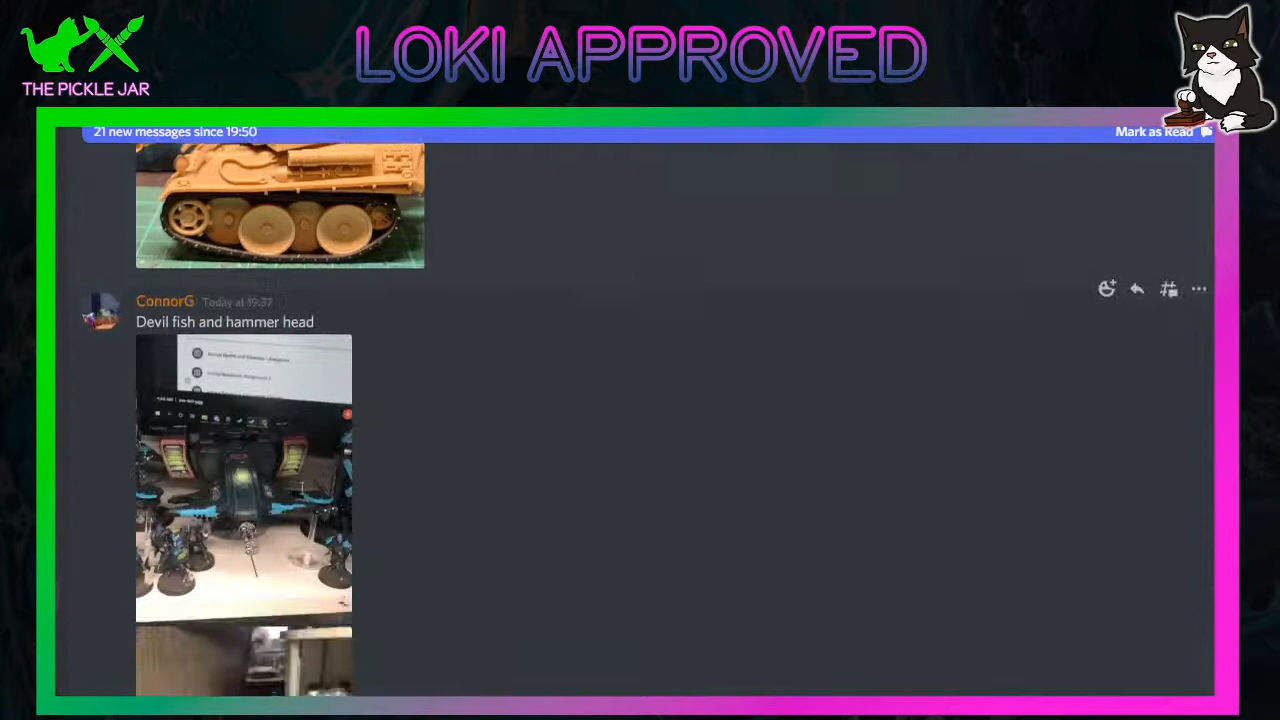 THE PICKLE JAR
LOKI APPROVED
21 new messages since 19:50
Mark as Read
ConnorG Today at 19:37
Devil fish and hammer head